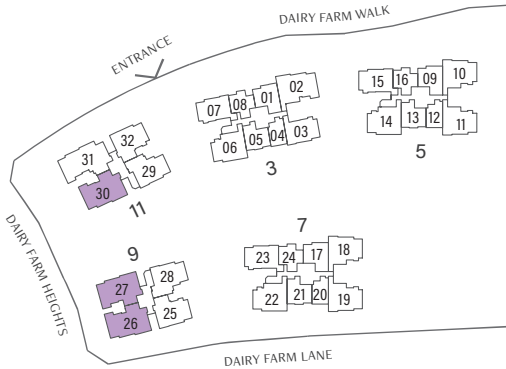 DAIRY FARM WALK
ENTRANCE
15 16 09 10
14 13 12 11
5
07 08 01 02
06 05 04 03
3
31 32
30 29
11
DAIRY FARM HEIGHTS
9
27 28
26 25
7
23 24 17 18
22 21 20 19
DAIRY FARM LANE